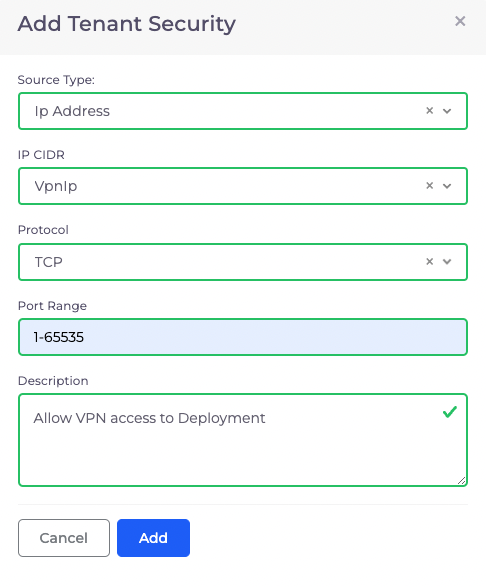 Add Tenant Security
Source Type:
Ip Address
IP CIDR
VpnIp
Protocol
TCP
Port Range
1-65535
Description
Allow VPN access to Deployment
Cancel Add